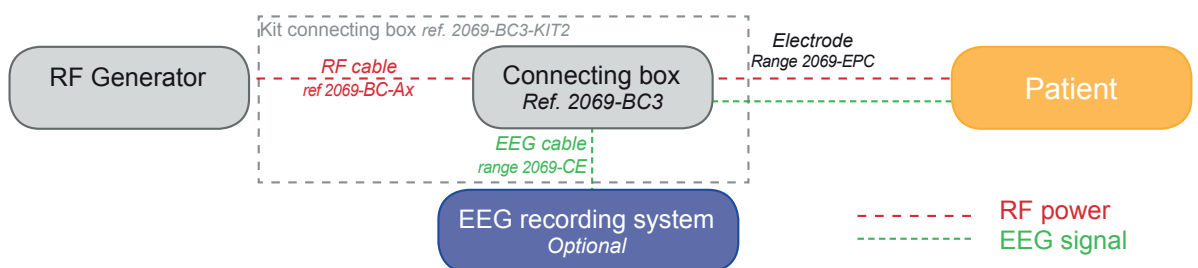 Kit connecting box ref. 2069-BC3-KIT2
RF Generator
RF cable
ref 2069-BC-Ax
Connecting box
Ref. 2069-BC3
Electrode
Range 2069-EPC
Patient
EEG cable
range 2069-CE
EEG recording system
Optional
RF power
EEG signal